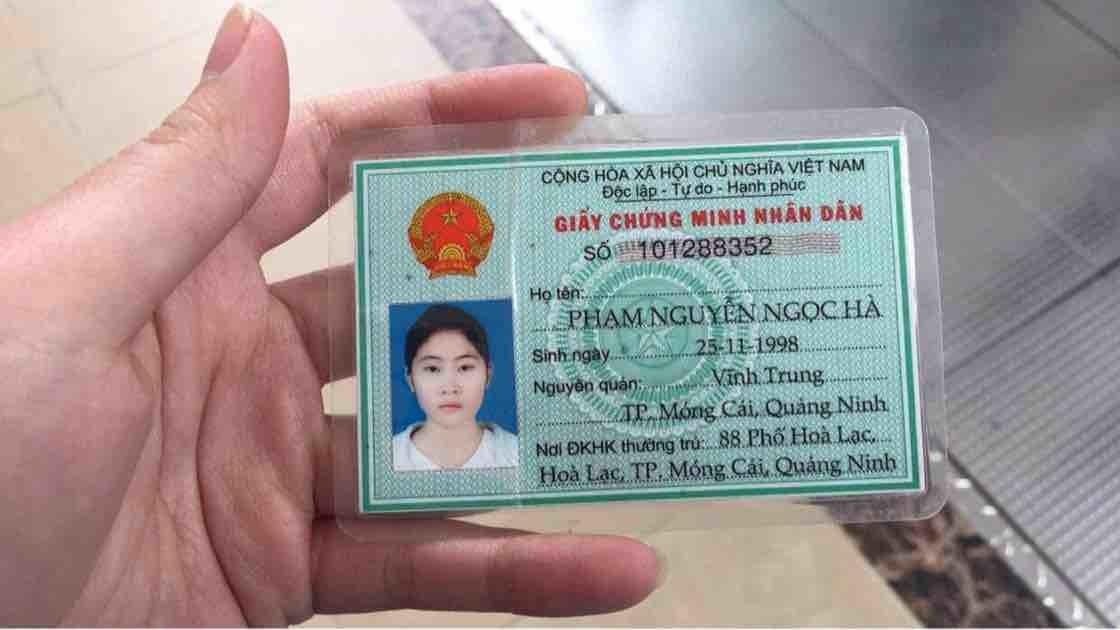 CỘNG HÒA XÃ HỘI CHỦ NGHĨA VIỆT NAM
Độc lập - Tự do - Hạnh phúc
GIẤY CHỨNG MINH NHÂN DÂN
SỐ 101288352
Họ tên:
PHẠM NGUYỄN NGỌC HÀ
Sinh ngày 25-11-1998
Nguyên quán: Vĩnh Trung
TP. Móng Cái, Quảng Ninh
Nơi ĐKHK thường trú: 88 Phố Hoà Lạc,
Hoà Lạc, TP. Móng Cái, Quảng Ninh
VIỆT NAM